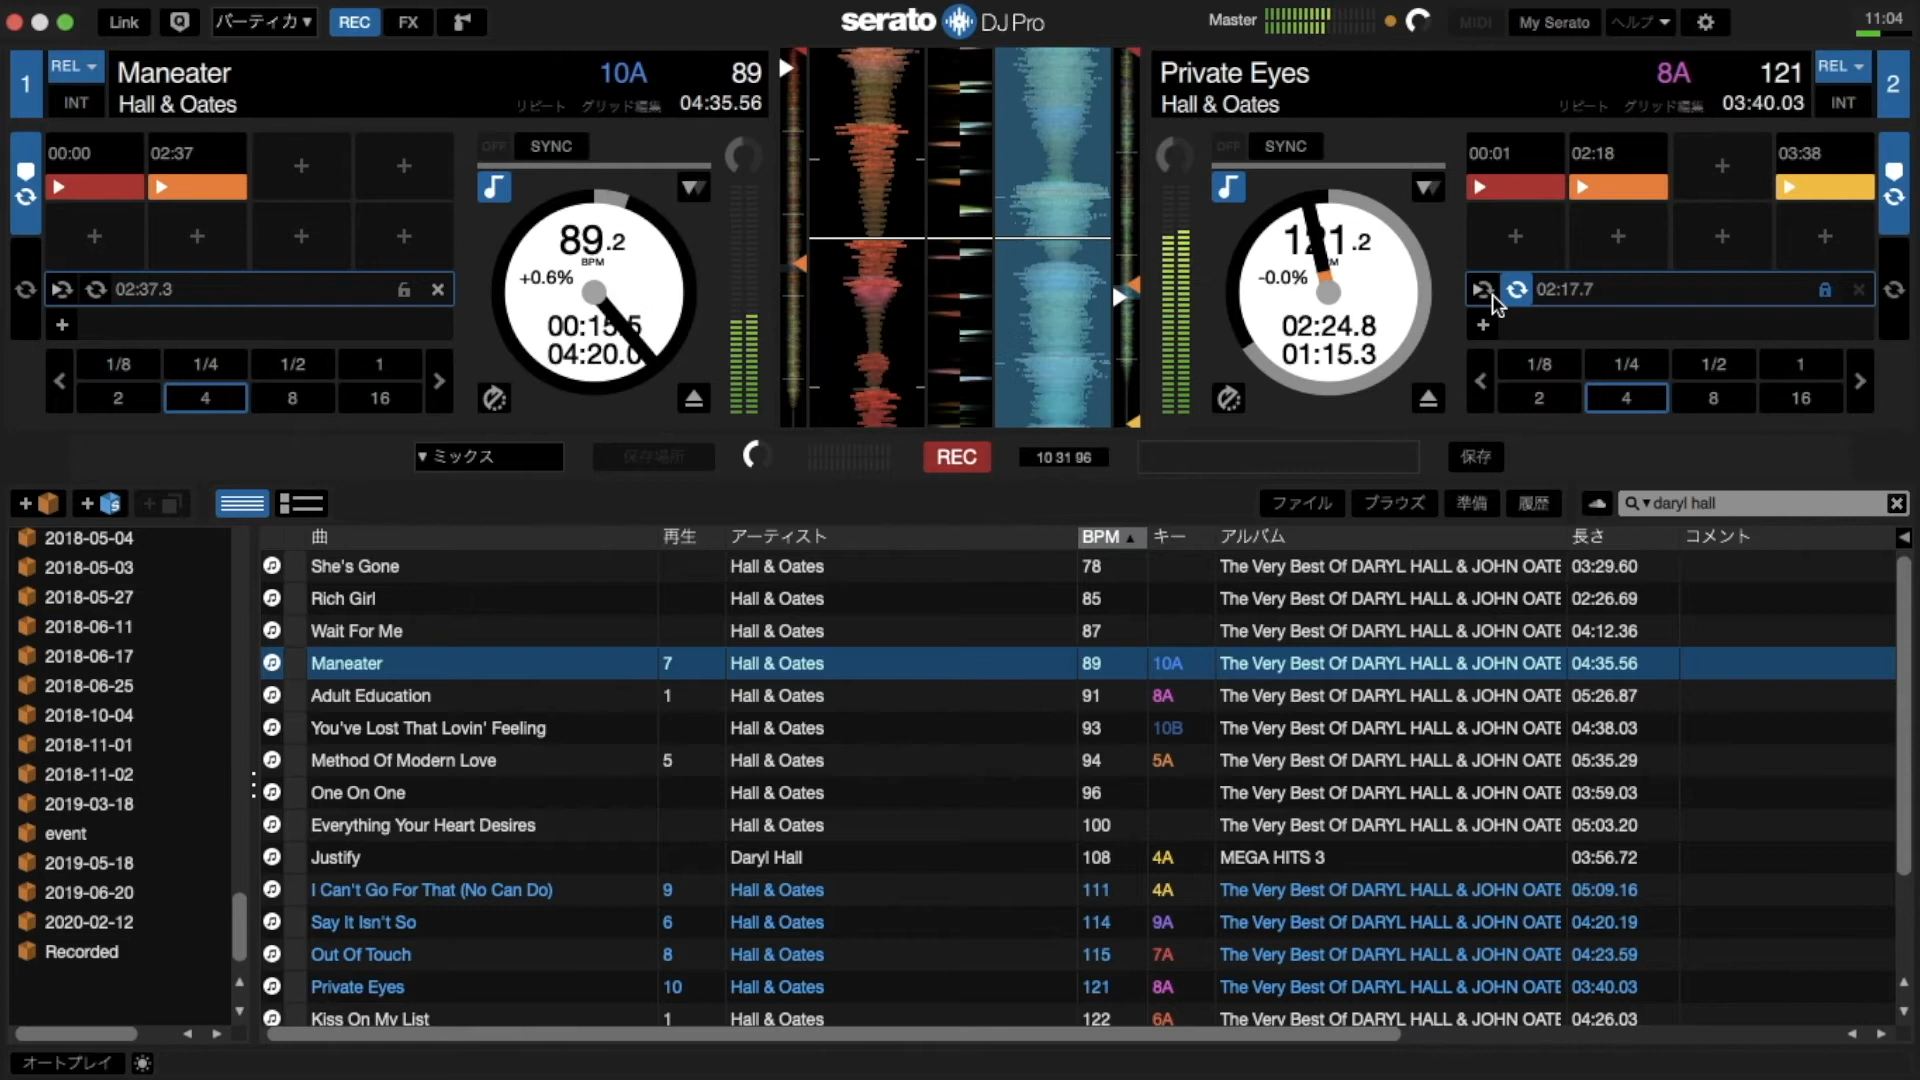 Link
パーティカ ▾
REC
FX
serato DJ Pro
Master
MIDI
My Serato
ヘルプ
11:04
1
REL
INT
Maneater
Hall & Oates
10A
89
リピート
グリッド編集
04:35.56
Private Eyes
Hall & Oates
8A
121
リピート
グリッド編集
03:40.03
REL
INT
2
00:00
02:37
OFF
SYNC
89.2
BPM
+0.6%
00:15.5
04:20.0
02:37.3
1/8
1/4
1/2
1
2
4
8
16
OFF
SYNC
121.2
-0.0%
02:24.8
01:15.3
00:01
02:18
03:38
02:17.7
1/8
1/4
1/2
1
2
4
8
16
ミックス
保存場所
REC
10 31 96
保存
ファイル
ブラウズ
準備
履歴
daryl hall
2018-05-04
2018-05-03
2018-05-27
2018-06-11
2018-06-17
2018-06-25
2018-10-04
2018-11-01
2018-11-02
2019-03-18
event
2019-05-18
2019-06-20
2020-02-12
Recorded
曲 再生 アーティスト BPM キー アルバム 長さ コメント
She's Gone Hall & Oates 78 The Very Best Of DARYL HALL & JOHN OATE 03:29.60
Rich Girl Hall & Oates 85 The Very Best Of DARYL HALL & JOHN OATE 02:26.69
Wait For Me Hall & Oates 87 The Very Best Of DARYL HALL & JOHN OATE 04:12.36
Maneater 7 Hall & Oates 89 10A The Very Best Of DARYL HALL & JOHN OATE 04:35.56
Adult Education 1 Hall & Oates 91 8A The Very Best Of DARYL HALL & JOHN OATE 05:26.87
You've Lost That Lovin' Feeling Hall & Oates 93 10B The Very Best Of DARYL HALL & JOHN OATE 04:38.03
Method Of Modern Love 5 Hall & Oates 94 5A The Very Best Of DARYL HALL & JOHN OATE 05:35.29
One On One Hall & Oates 96 The Very Best Of DARYL HALL & JOHN OATE 03:59.03
Everything Your Heart Desires Hall & Oates 100 The Very Best Of DARYL HALL & JOHN OATE 05:03.20
Justify Daryl Hall 108 4A MEGA HITS 3 03:56.72
I Can't Go For That (No Can Do) 9 Hall & Oates 111 4A The Very Best Of DARYL HALL & JOHN OATE 05:09.16
Say It Isn't So 6 Hall & Oates 114 9A The Very Best Of DARYL HALL & JOHN OATE 04:20.19
Out Of Touch 8 Hall & Oates 115 7A The Very Best Of DARYL HALL & JOHN OATE 04:23.59
Private Eyes 10 Hall & Oates 121 8A The Very Best Of DARYL HALL & JOHN OATE 03:40.03
Kiss On My List 1 Hall & Oates 122 6A The Very Best Of DARYL HALL & JOHN OATE 04:26.03
オートプレイ